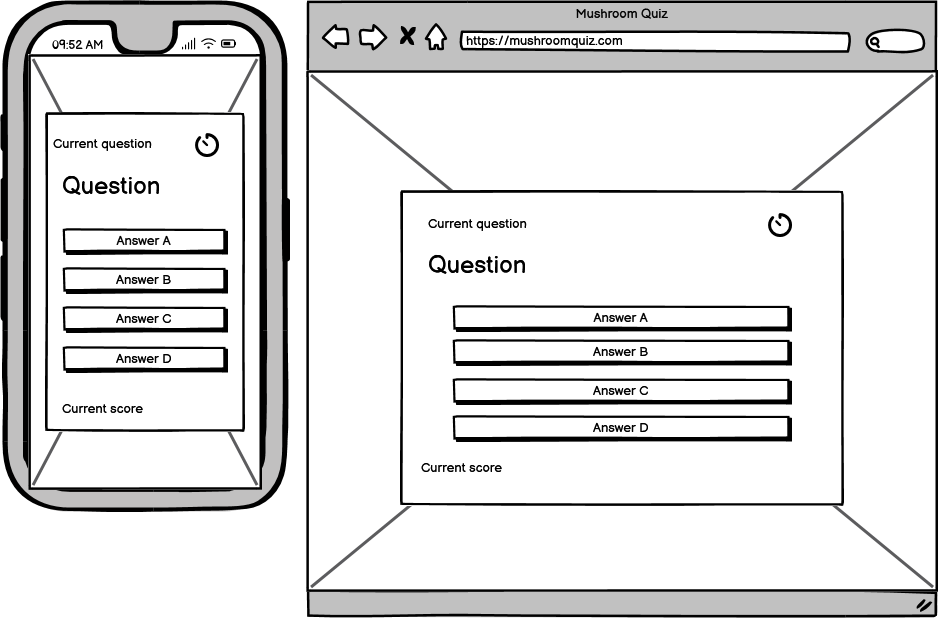 09:52 AM
Current question
Question
Answer A
Answer B
Answer C
Answer D
Current score
Mushroom Quiz
https://mushroomquiz.com
Current question
Question
Answer A
Answer B
Answer C
Answer D
Current score